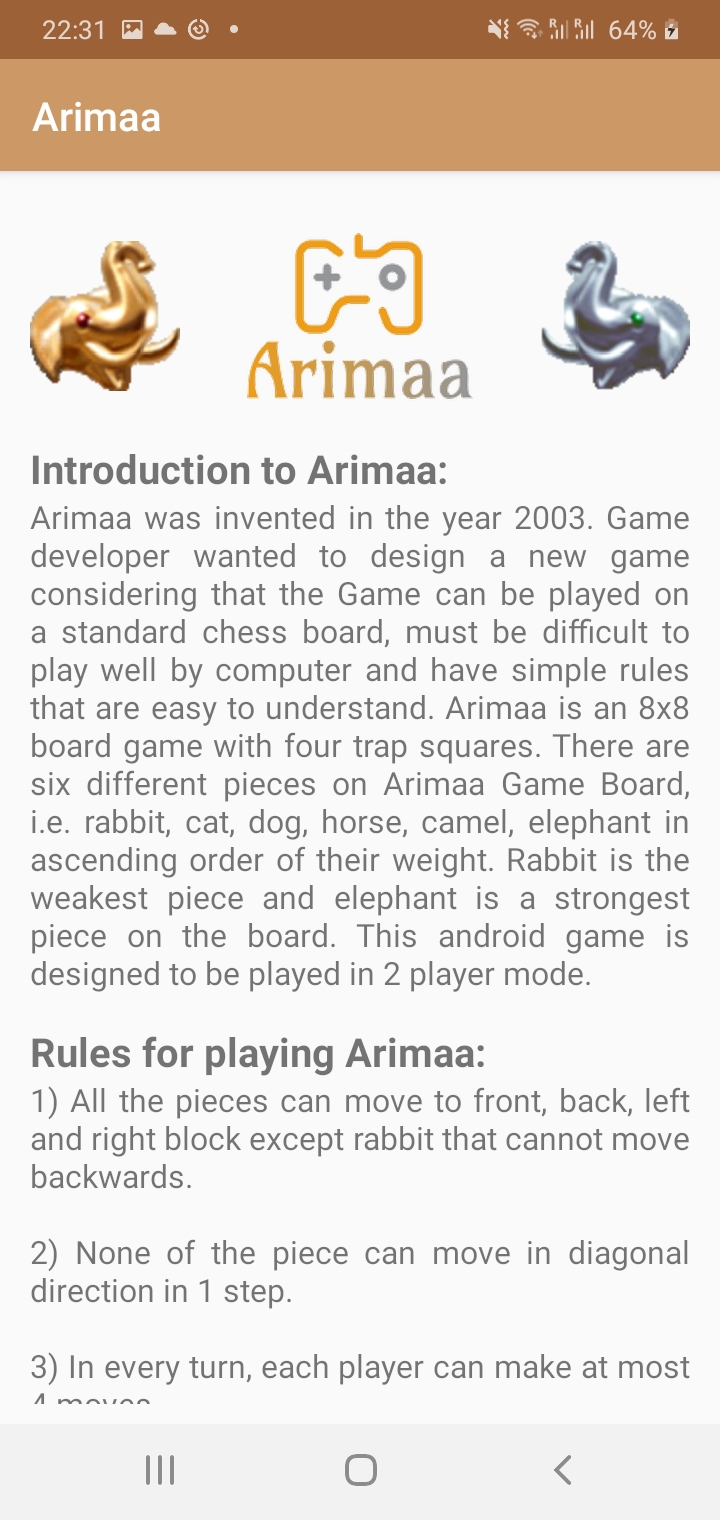 22:31
64%
Arimaa
Arimaa
Introduction to Arimaa:
Arimaa was invented in the year 2003. Game
developer wanted to design a new game
considering that the Game can be played on
a standard chess board, must be difficult to
play well by computer and have simple rules
that are easy to understand. Arimaa is an 8x8
board game with four trap squares. There are
six different pieces on Arimaa Game Board,
i.e. rabbit, cat, dog, horse, camel, elephant in
ascending order of their weight. Rabbit is the
weakest piece and elephant is a strongest
piece on the board. This android game is
designed to be played in 2 player mode.
Rules for playing Arimaa:
1) All the pieces can move to front, back, left
and right block except rabbit that cannot move
backwards.
2) None of the piece can move in diagonal
direction in 1 step.
3) In every turn, each player can make at most
4 moves